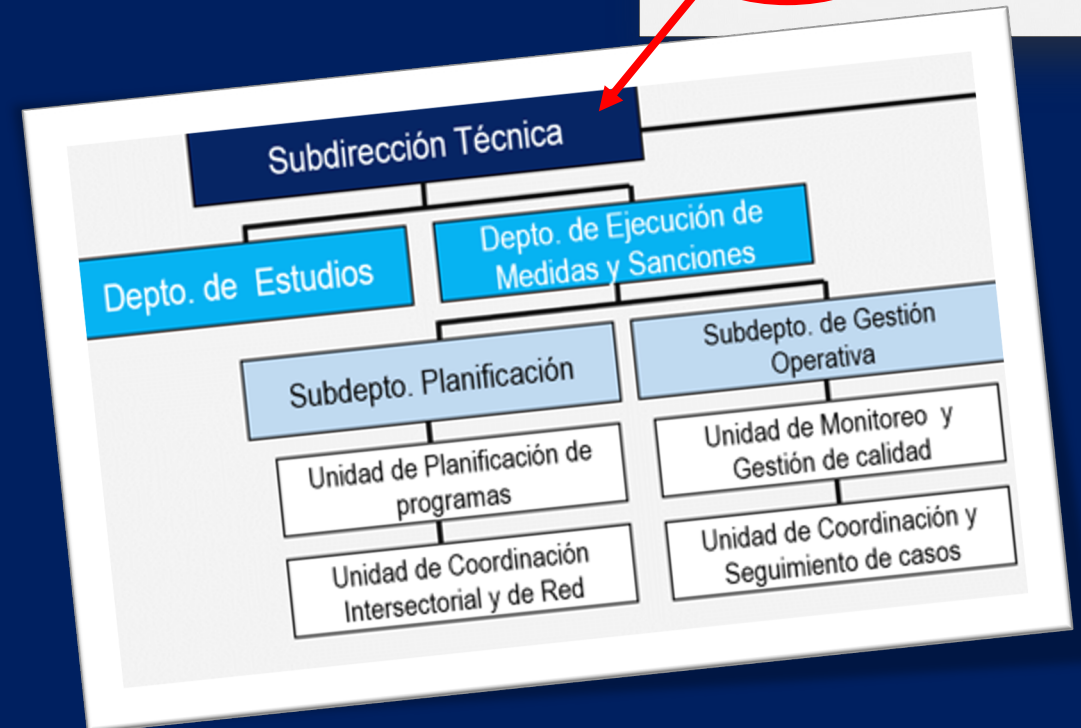 Subdirección Técnica
Depto. de Estudios
Depto. de Ejecución de
Medidas y Sanciones
Subdepto. Planificación
Subdepto. de Gestión
Operativa
Unidad de Planificación de
programas
Unidad de Monitoreo y
Gestión de calidad
Unidad de Coordinación
Intersectorial y de Red
Unidad de Coordinación y
Seguimiento de casos